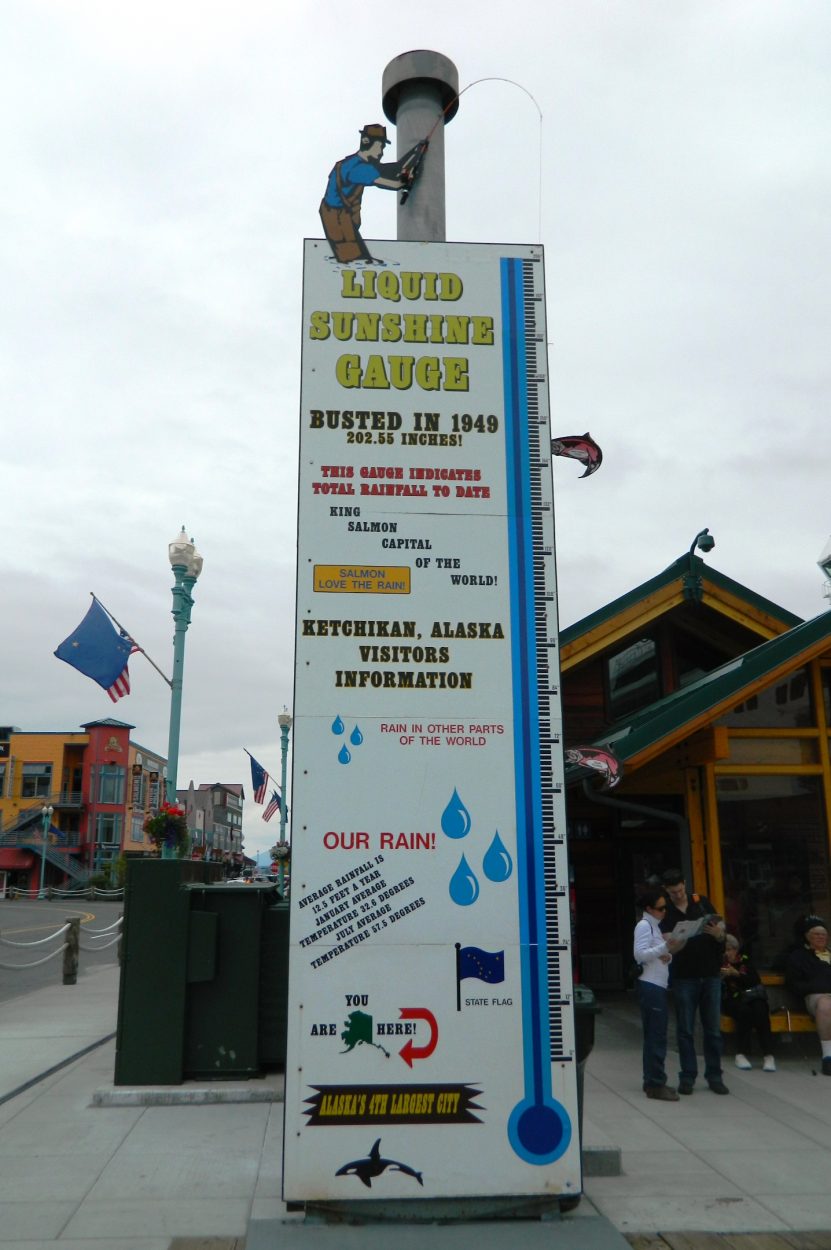 LIQUID
SUNSHINE
GAUGE
BUSTED IN 1949
202.55 INCHES!
THIS GAUGE INDICATES
TOTAL RAINFALL TO DATE
KING
SALMON
CAPITAL
OF THE
WORLD!
SALMON
LOVE THE RAIN!
KETCHIKAN, ALASKA
VISITORS
INFORMATION
RAIN IN OTHER PARTS
OF THE WORLD
OUR RAIN!
AVERAGE RAINFALL IS
12.5 FEET A YEAR
JANUARY AVERAGE
TEMPERATURE 32.6 DEGREES
JULY AVERAGE
TEMPERATURE 57.5 DEGREES
STATE FLAG
YOU
ARE HERE!
ALASKA'S 4TH LARGEST CITY